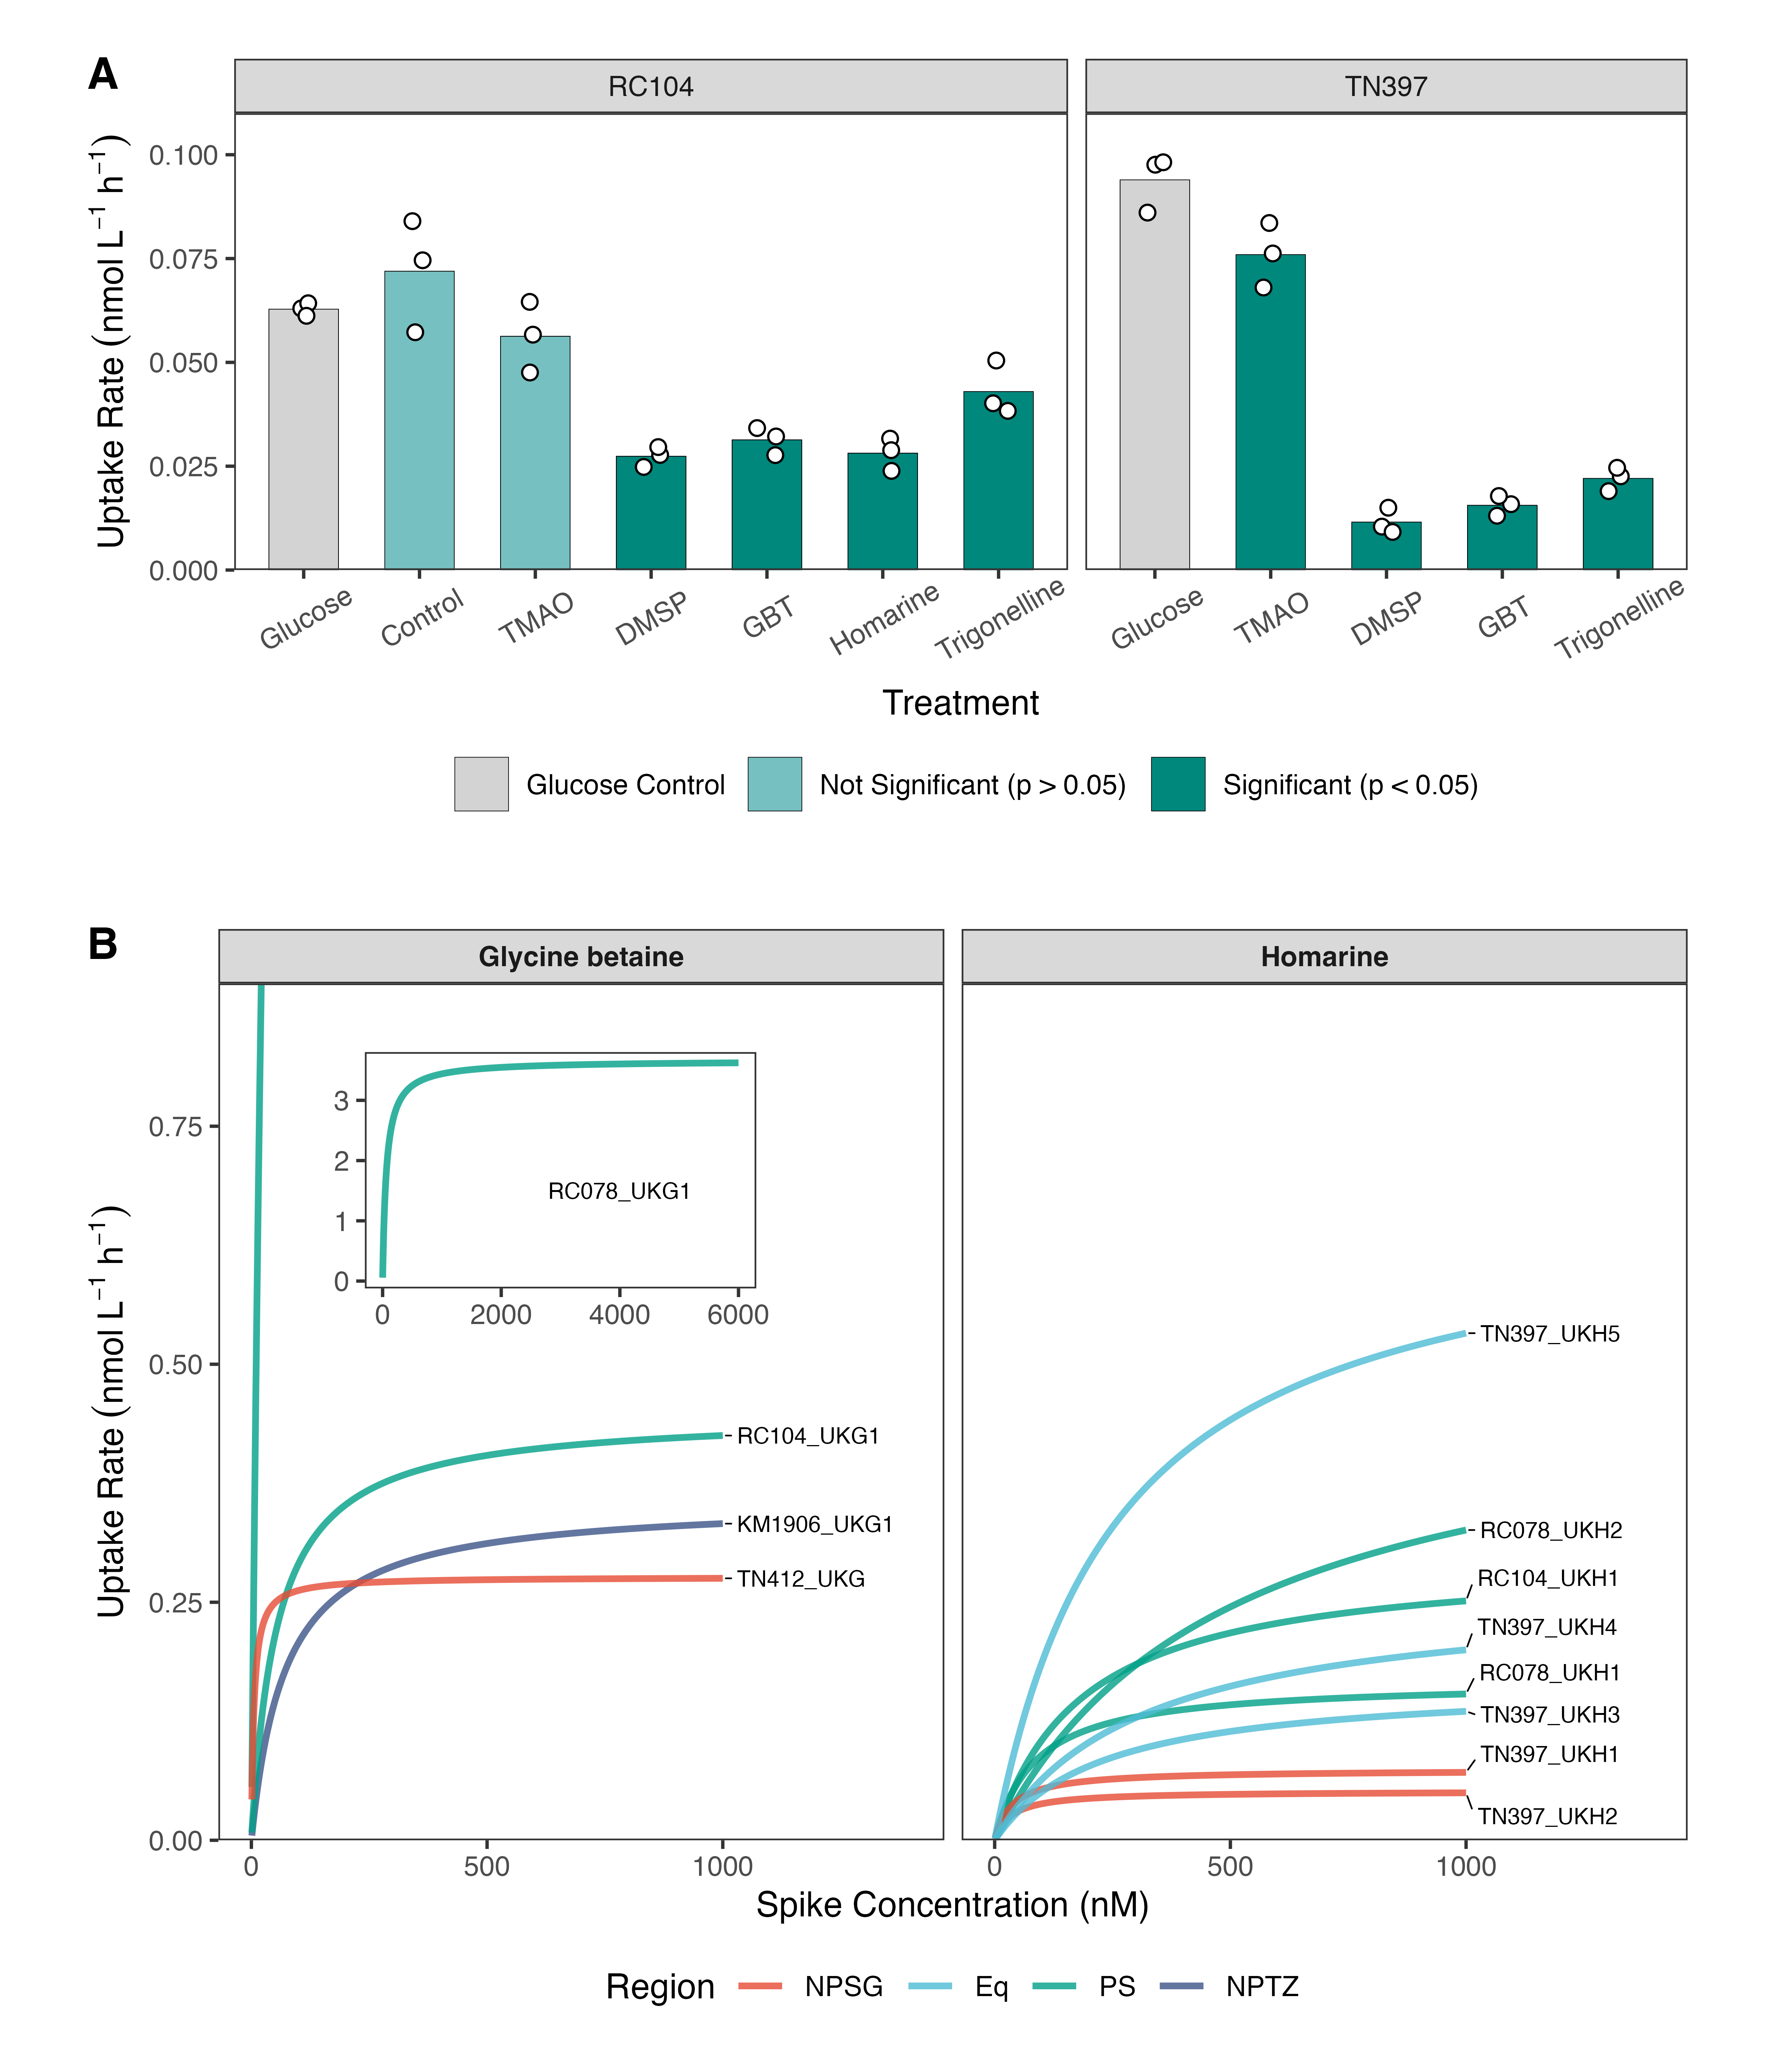 A
RC104
TN397
Uptake Rate (nmol L⁻¹ h⁻¹)
0.100
0.075
0.050
0.025
0.000
Glucose
Control
TMAO
DMSP
GBT
Homarine
Trigonelline
Glucose
TMAO
DMSP
GBT
Trigonelline
Treatment
Glucose Control
Not Significant (p > 0.05)
Significant (p < 0.05)
B
Glycine betaine
Homarine
Uptake Rate (nmol L⁻¹ h⁻¹)
0.75
0.50
0.25
0.00
3
2
1
0
0
2000
4000
6000
RC078_UKG1
RC104_UKG1
KM1906_UKG1
TN412_UKG
TN397_UKH5
RC078_UKH2
RC104_UKH1
TN397_UKH4
RC078_UKH1
TN397_UKH3
TN397_UKH1
TN397_UKH2
0
500
1000
0
500
1000
Spike Concentration (nM)
Region
NPSG
Eq
PS
NPTZ